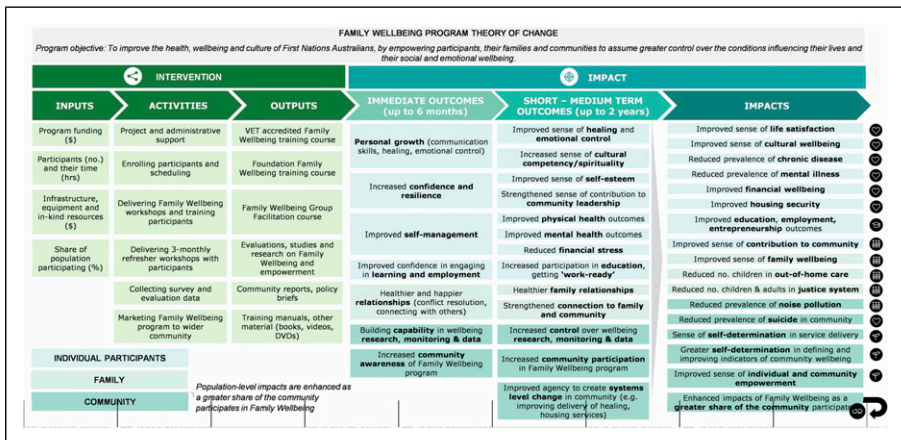 FAMILY WELLBEING PROGRAM THEORY OF CHANGE
Program objective: To improve the health, wellbeing and culture of First Nations Australians, by empowering participants, their families and communities to assume greater control over the conditions influencing their lives and
their social and emotional wellbeing.
INTERVENTION
IMPACT
INPUTS
ACTIVITIES
OUTPUTS
IMMEDIATE OUTCOMES
(up to 6 months)
SHORT – MEDIUM TERM
OUTCOMES (up to 2 years)
IMPACTS
Program funding
($)
Participants (no.)
and their time
(hrs)
Infrastructure,
equipment and
in-kind resources
($)
Share of
population
participating (%)
Project and administrative
support
Enrolling participants and
scheduling
Delivering Family Wellbeing
workshops and training
participants
Delivering 3-monthly
refresher workshops with
participants
Collecting survey and
evaluation data
Marketing Family Wellbeing
program to wider
community
VET accredited Family
Wellbeing training course
Foundation Family
Wellbeing training course
Family Wellbeing Group
Facilitation course
Evaluations, studies and
research on Family
Wellbeing and
empowerment
Community reports, policy
briefs
Training manuals, other
material (books, videos,
DVDs)
Personal growth (communication
skills, healing, emotional control)
Increased confidence and
resilience
Improved self-management
Improved confidence in engaging
in learning and employment
Healthier and happier
relationships (conflict resolution,
connecting with others)
Building capability in wellbeing
research, monitoring & data
Increased community
awareness of Family Wellbeing
program
Improved sense of healing and
emotional control
Increased sense of cultural
competency/spirituality
Improved sense of self-esteem
Strengthened sense of contribution to
community leadership
Improved physical health outcomes
Improved mental health outcomes
Reduced financial stress
Increased participation in education,
getting 'work-ready'
Healthier family relationships
Strengthened connection to family
and community
Increased control over wellbeing
research, monitoring & data
Increased community participation
in Family Wellbeing program
Improved agency to create systems
level change in community (e.g.
improving delivery of healing,
housing services)
Improved sense of life satisfaction
Improved sense of cultural wellbeing
Reduced prevalence of chronic disease
Reduced prevalence of mental illness
Improved financial wellbeing
Improved housing security
Improved education, employment,
entrepreneurship outcomes
Improved sense of contribution to community
Improved sense of family wellbeing
Reduced no. children in out-of-home care
Reduced no. children & adults in justice system
Reduced prevalence of noise pollution
Reduced prevalence of suicide in community
Sense of self-determination in service delivery
Greater self-determination in defining and
improving indicators of community wellbeing
Improved sense of individual and community
empowerment
Enhanced impacts of Family Wellbeing as a
greater share of the community participate
INDIVIDUAL PARTICIPANTS
FAMILY
COMMUNITY
Population-level impacts are enhanced as
a greater share of the community
participates in Family Wellbeing